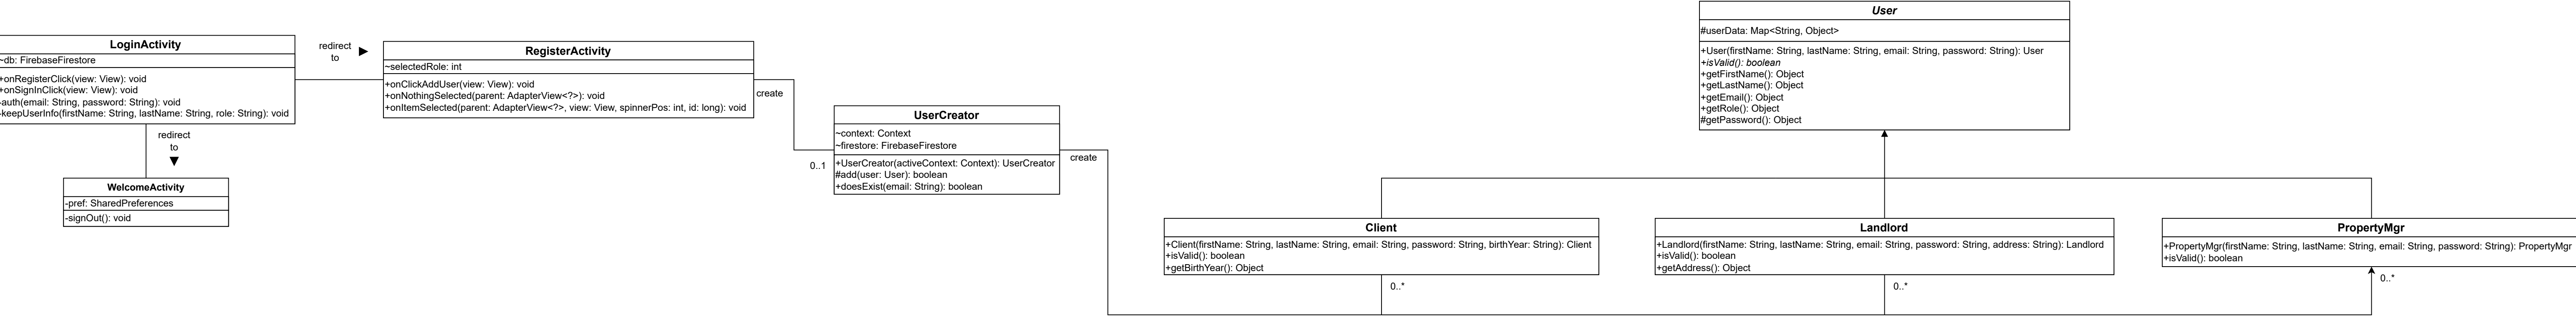 LoginActivity
~db: FirebaseFirestore
+onRegisterClick(view: View): void
+onSignInClick(view: View): void
-auth(email: String, password: String): void
-keepUserInfo(firstName: String, lastName: String, role: String): void
redirect
to
redirect
to
WelcomeActivity
-pref: SharedPreferences
-signOut(): void
RegisterActivity
~selectedRole: int
+onClickAddUser(view: View): void
+onNothingSelected(parent: AdapterView<?>): void
+onItemSelected(parent: AdapterView<?>, view: View, spinnerPos: int, id: long): void
create
0..1
UserCreator
~context: Context
~firestore: FirebaseFirestore
+UserCreator(activeContext: Context): UserCreator
#add(user: User): boolean
+doesExist(email: String): boolean
create
User
#userData: Map<String, Object>
+User(firstName: String, lastName: String, email: String, password: String): User
+isValid(): boolean
+getFirstName(): Object
+getLastName(): Object
+getEmail(): Object
+getRole(): Object
#getPassword(): Object
Client
+Client(firstName: String, lastName: String, email: String, password: String, birthYear: String): Client
+isValid(): boolean
+getBirthYear(): Object
0..*
Landlord
+Landlord(firstName: String, lastName: String, email: String, password: String, address: String): Landlord
+isValid(): boolean
+getAddress(): Object
0..*
PropertyMgr
+PropertyMgr(firstName: String, lastName: String, email: String, password: String): PropertyMgr
+isValid(): boolean
0..*